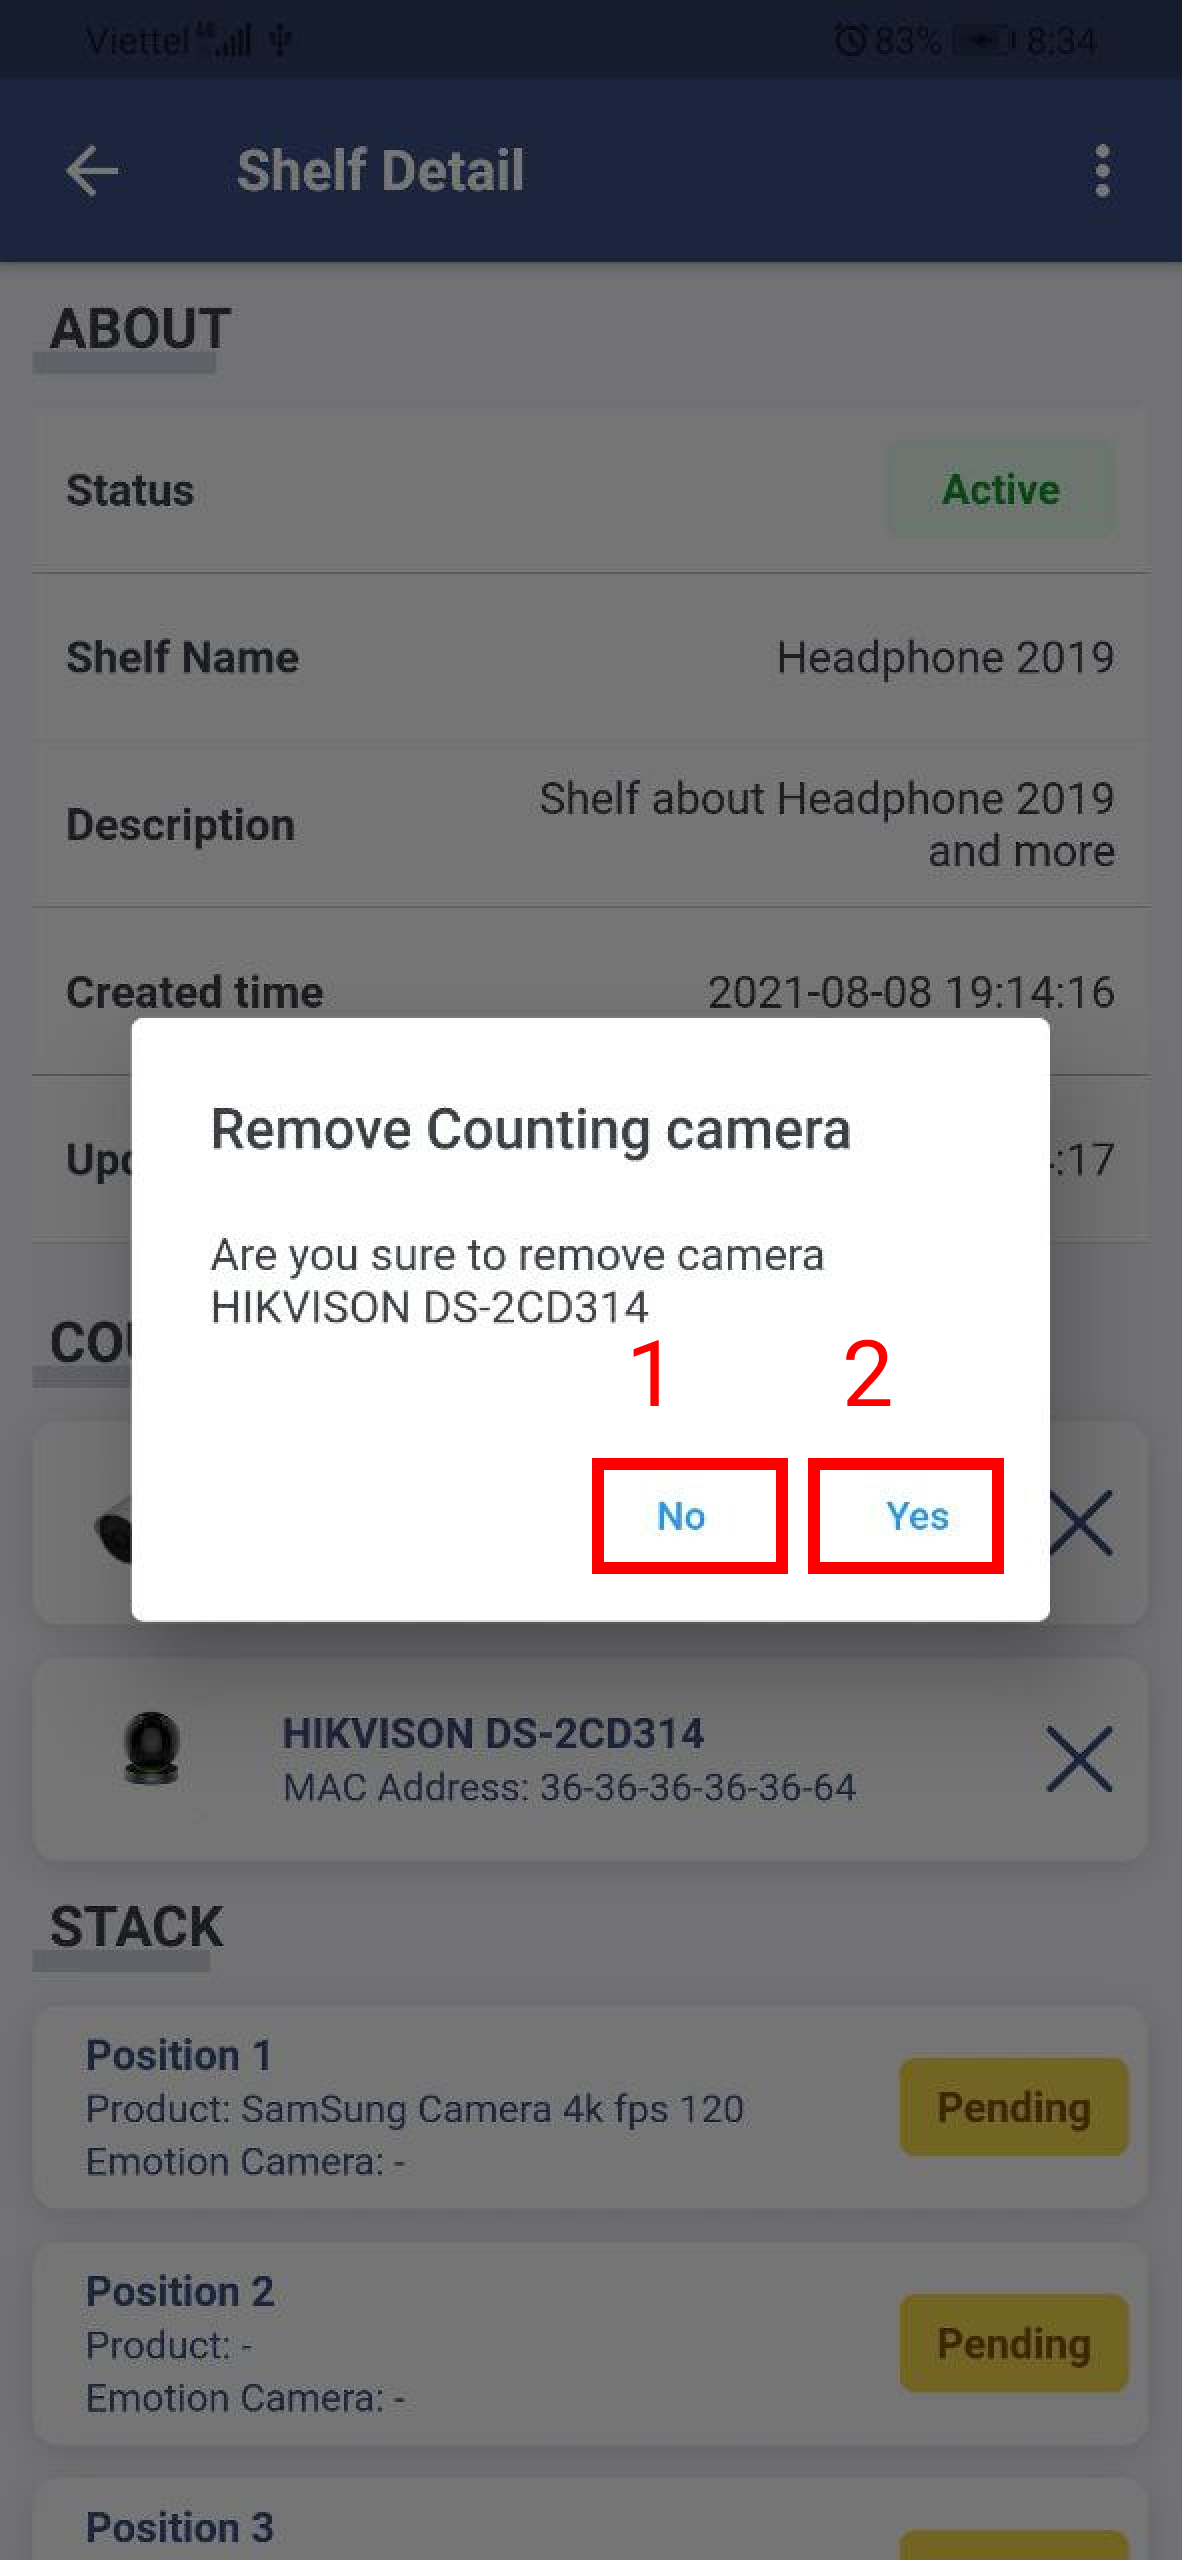 Viettel 4G 83% 8:34
Shelf Detail
ABOUT
Status Active
Shelf Name Headphone 2019
Description Shelf about Headphone 2019
and more
Created time 2021-08-08 19:14:16
Remove Counting camera
:17
Are you sure to remove camera
HIKVISON DS-2CD314
1 2
No Yes
HIKVISON DS-2CD314
MAC Address: 36-36-36-36-36-64
STACK
Position 1
Product: SamSung Camera 4k fps 120
Emotion Camera: -
Pending
Position 2
Product: -
Emotion Camera: -
Pending
Position 3